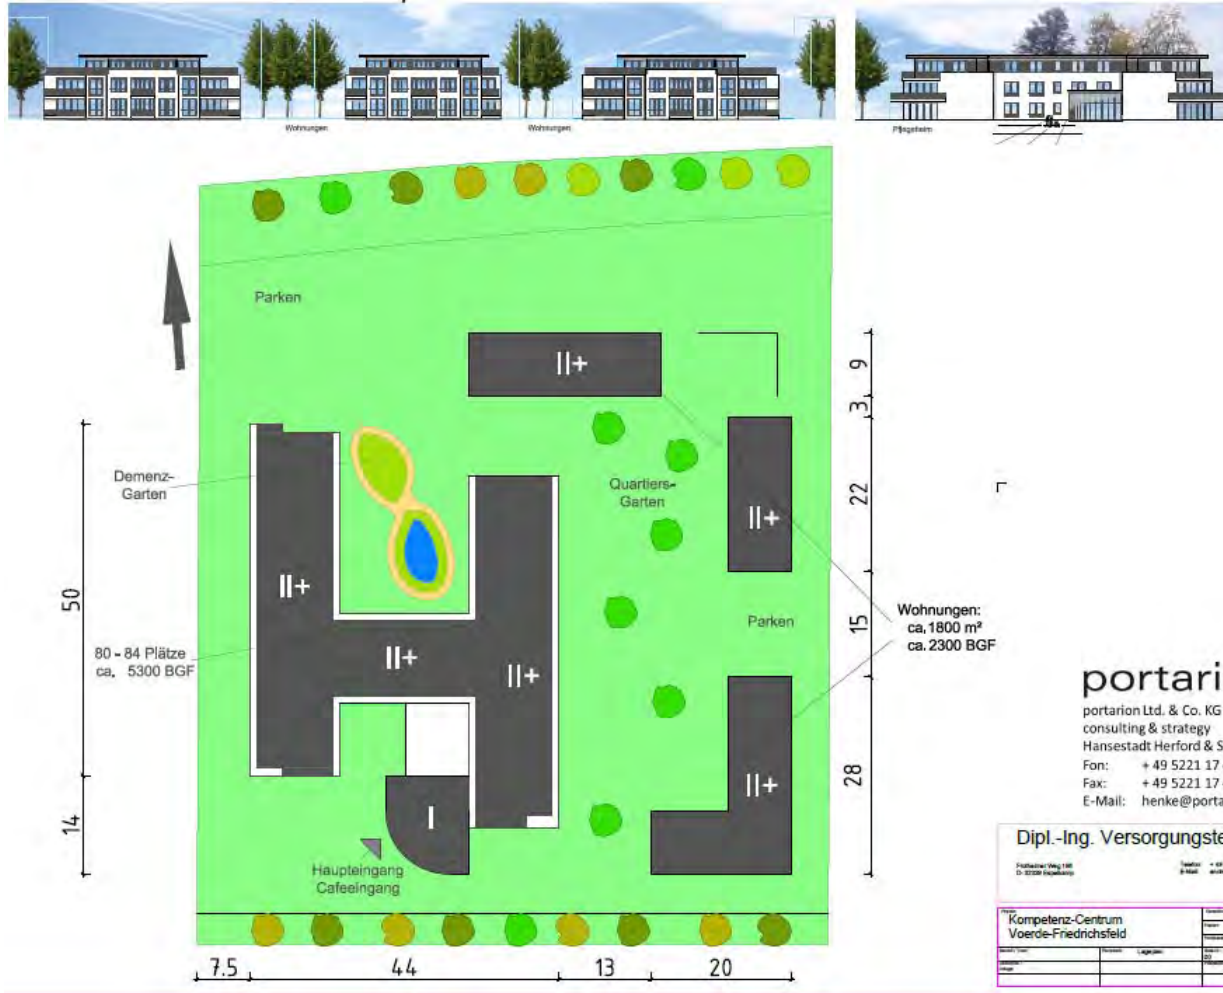 Wohnungen
Wohnungen
Pflegeheim
Parken
II+
9
3
Demenz-
Garten
Quartiers-
Garten
22
II+
II+
50
15
Parken
Wohnungen:
ca. 1800 m²
ca. 2300 BGF
80 - 84 Plätze
ca. 5300 BGF
II+
II+
28
II+
14
I
Haupteingang
Cafeeingang
7.5
44
13
20
portari
portarion Ltd. & Co. KG
consulting & strategy
Hansestadt Herford & S
Fon: + 49 5221 17
Fax: + 49 5221 17
E-Mail: henke@porta
Dipl.-Ing. Versorgungste
Telefon: + 49
E-Mail:
Kompetenz-Centrum
Voerde-Friedrichsfeld
Lageplan